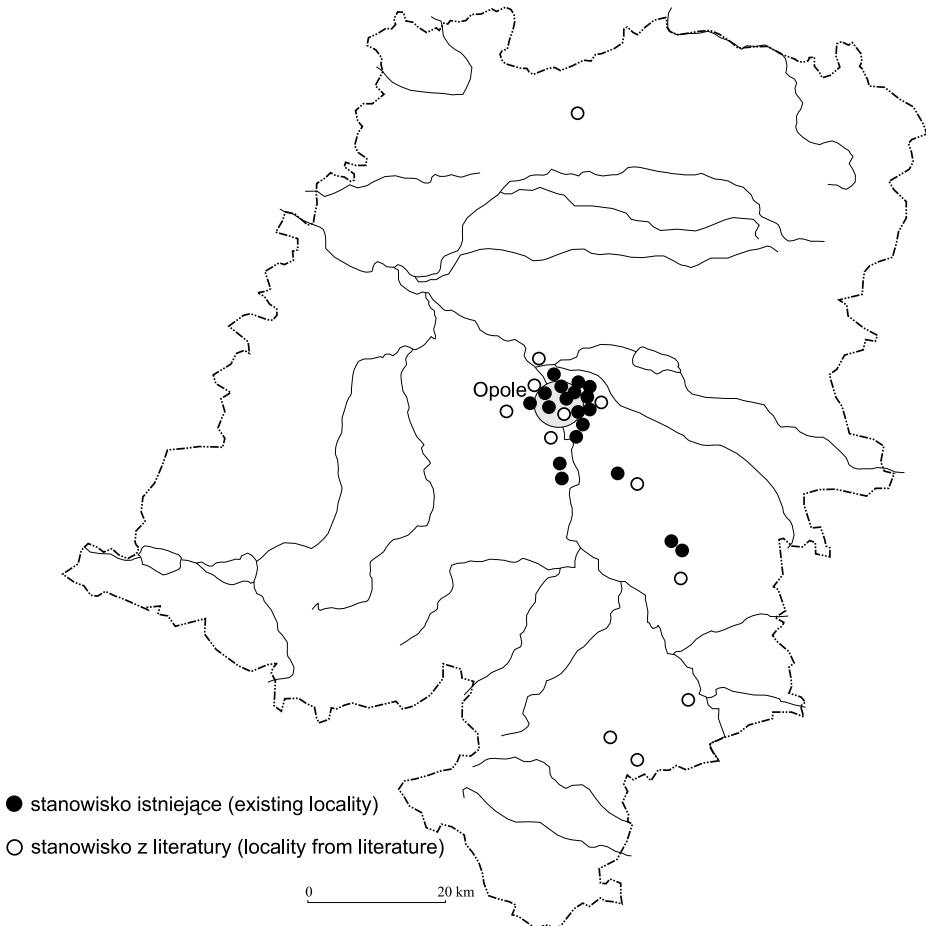 Opole
stanowisko istniejące (existing locality)
stanowisko z literatury (locality from literature)
0 20 km